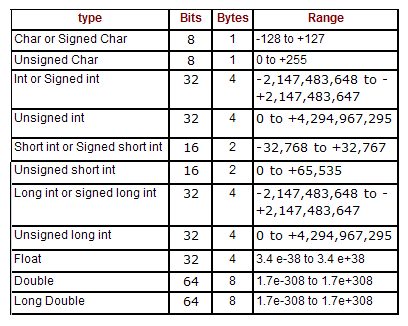 type Bits Bytes Range
Char or Signed Char 8 1 -128 to +127
Unsigned Char 8 1 0 to +255
Int or Signed int 32 4 -2,147,483,648 to -
+2,147,483,647
Unsigned int 32 4 0 to +4,294,967,295
Short int or Signed short int 16 2 -32,768 to +32,767
Unsigned short int 16 2 0 to +65,535
Long int or signed long int 32 4 -2,147,483,648 to -
+2,147,483,647
Unsigned long int 32 4 0 to +4,294,967,295
Float 32 4 3.4 e-38 to 3.4 e+38
Double 64 8 1.7e-308 to 1.7e+308
Long Double 64 8 1.7e-308 to 1.7e+308